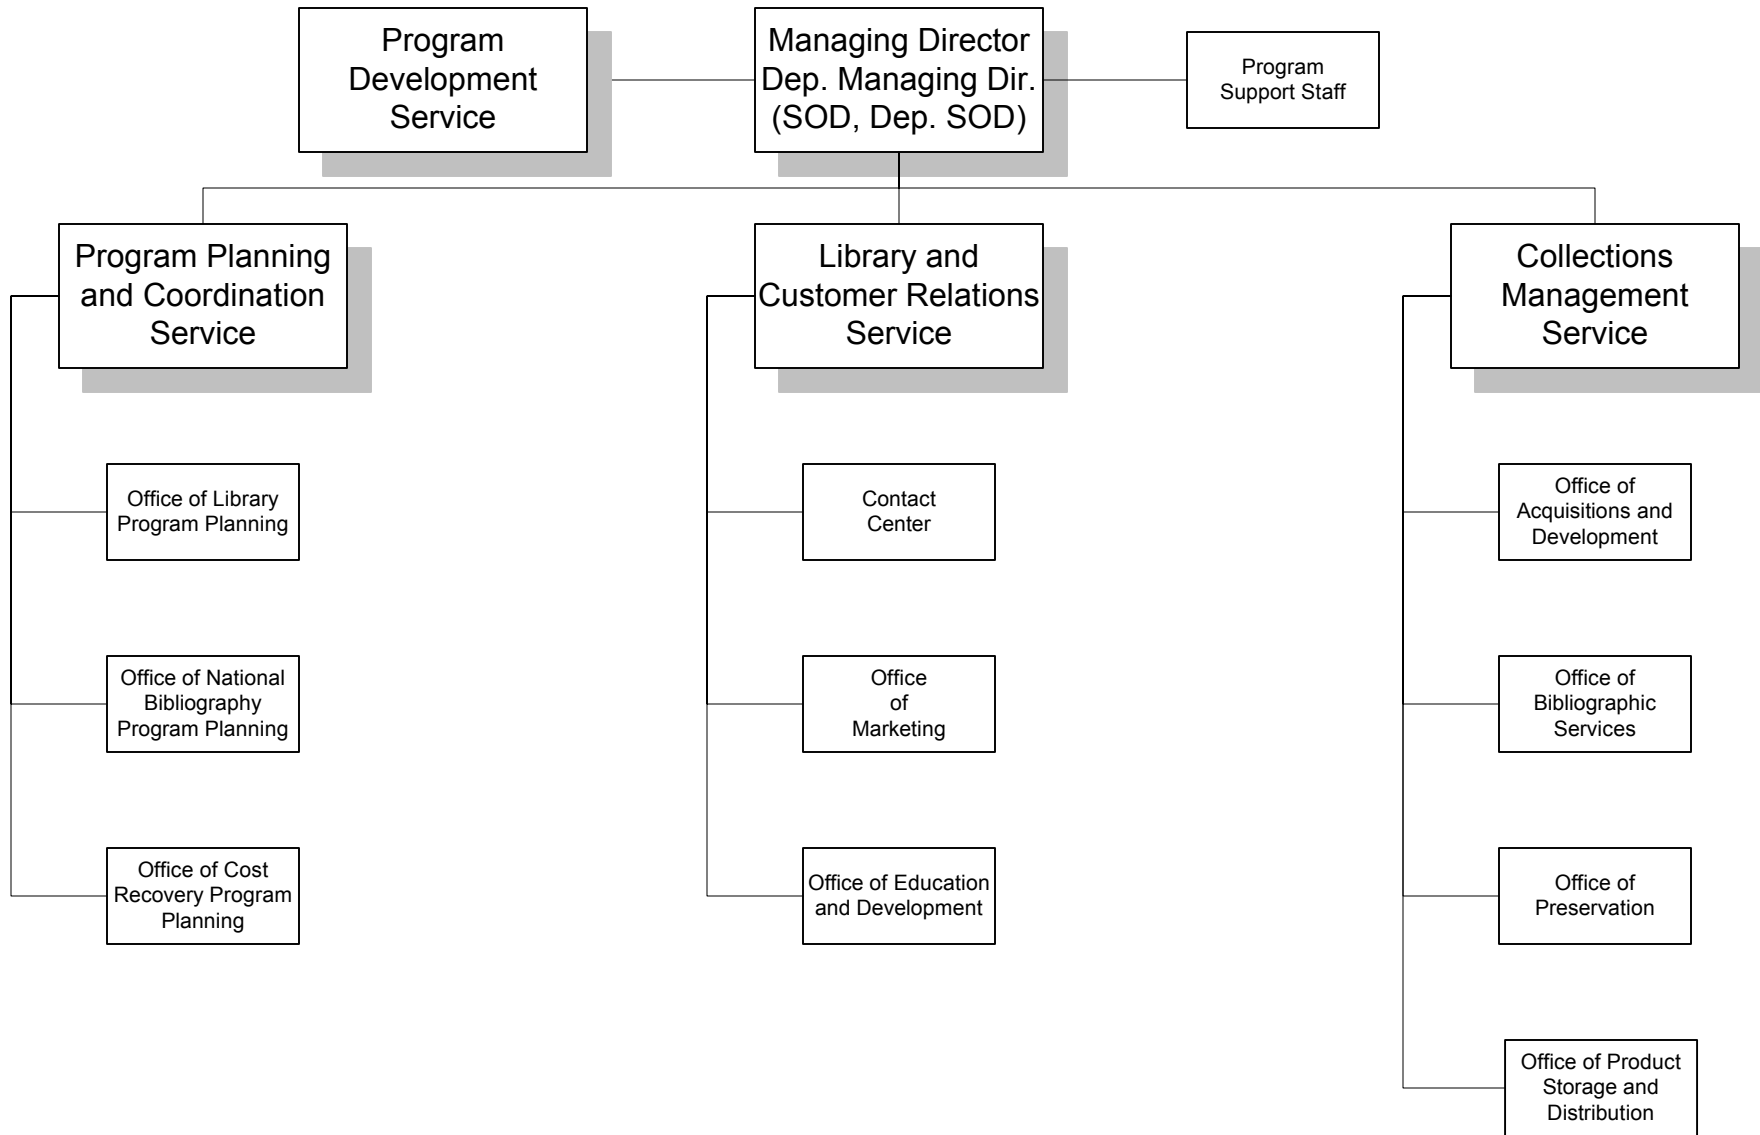 Program
Development
Service
Managing Director
Dep. Managing Dir.
(SOD, Dep. SOD)
Program
Support Staff
Program Planning
and Coordination
Service
Library and
Customer Relations
Service
Collections
Management
Service
Office of Library
Program Planning
Contact
Center
Office of
Acquisitions and
Development
Office of National
Bibliography
Program Planning
Office
of
Marketing
Office of
Bibliographic
Services
Office of Cost
Recovery Program
Planning
Office of Education
and Development
Office of
Preservation
Office of Product
Storage and
Distribution